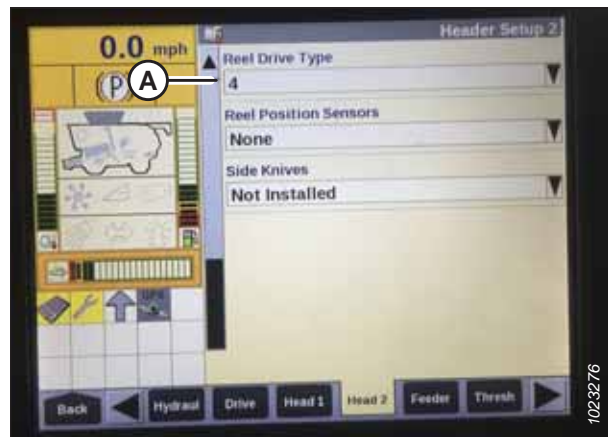 0.0 mph
Header Setup 2
(P)
A
Reel Drive Type
4
Reel Position Sensors
None
Side Knives
Not Installed
GPS
Back
Hydraul
Drive
Head 1
Head 2
Feeder
Thresh
1023276